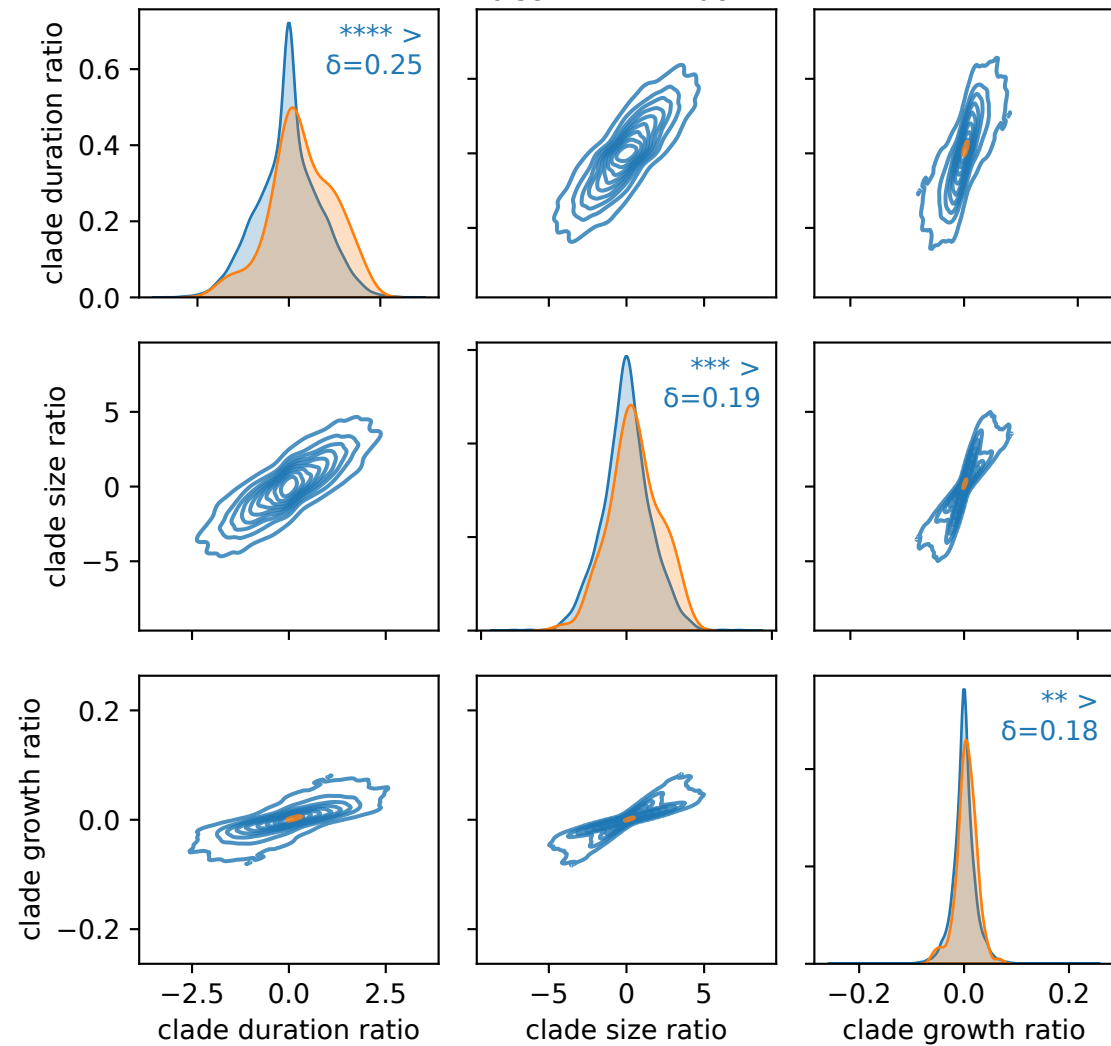 clade duration ratio
0.6
0.4
0.2
0.0
**** >
δ=0.25
clade size ratio
5
0
−5
*** >
δ=0.19
clade growth ratio
0.2
0.0
−0.2
** >
δ=0.18
−2.5 0.0 2.5
−5 0 5
−0.2 0.0 0.2
clade duration ratio
clade size ratio
clade growth ratio